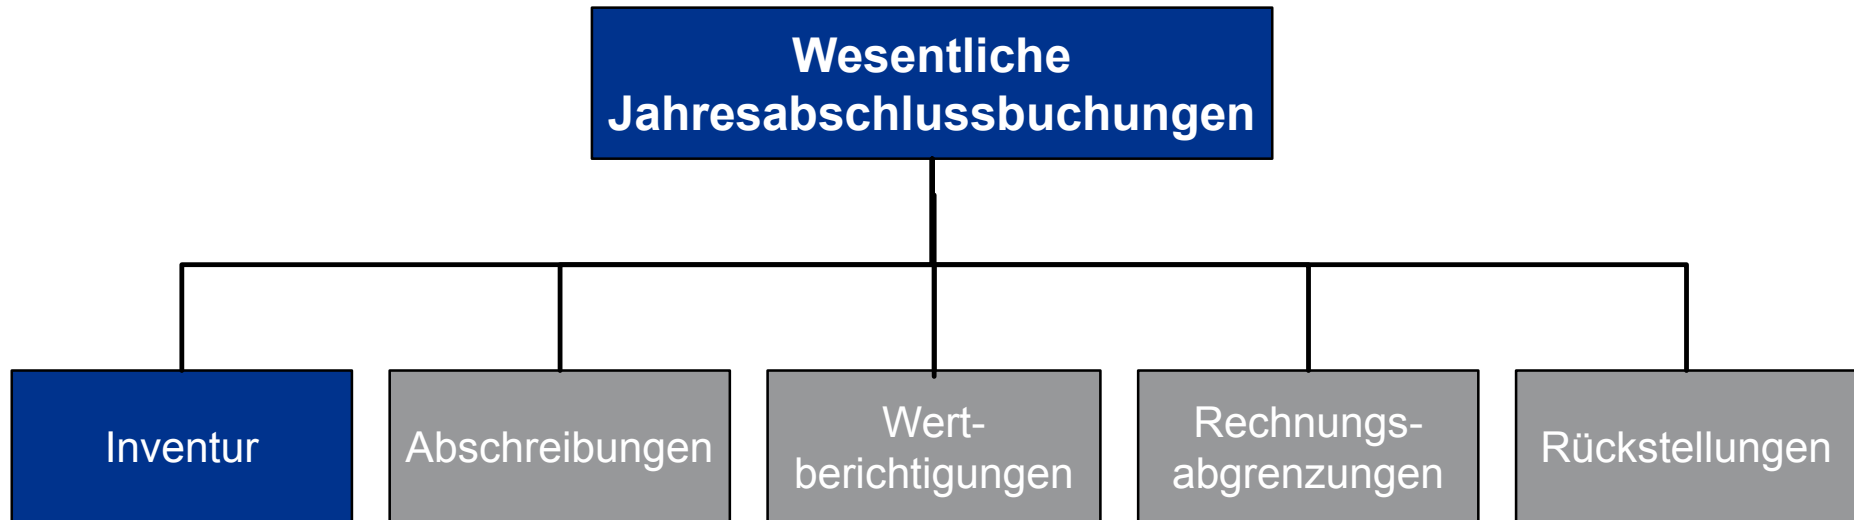 Wesentliche
Jahresabschlussbuchungen
Inventur
Abschreibungen
Wert-
berichtigungen
Rechnungs-
abgrenzungen
Rückstellungen